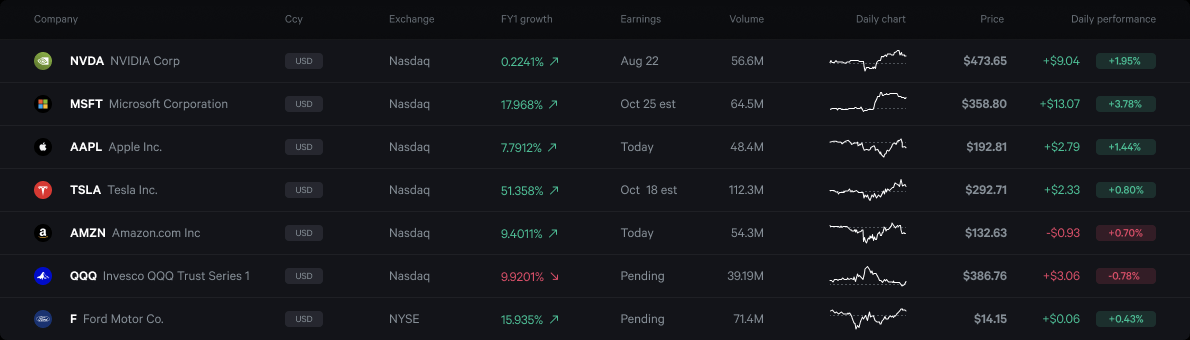 Company Ccy Exchange FY1 growth Earnings Volume Daily chart Price Daily performance
NVDA NVIDIA Corp USD Nasdaq 0.2241% ↗ Aug 22 56.6M $473.65 +$9.04 +1.95%
MSFT Microsoft Corporation USD Nasdaq 17.968% ↗ Oct 25 est 64.5M $358.80 +$13.07 +3.78%
AAPL Apple Inc. USD Nasdaq 7.7912% ↗ Today 48.4M $192.81 +$2.79 +1.44%
TSLA Tesla Inc. USD Nasdaq 51.358% ↗ Oct 18 est 112.3M $292.71 +$2.33 +0.80%
a AMZN Amazon.com Inc USD Nasdaq 9.4011% ↗ Today 54.3M $132.63 -$0.93 +0.70%
QQQ Invesco QQQ Trust Series 1 USD Nasdaq 9.9201% ↘ Pending 39.19M $386.76 +$3.06 -0.78%
Ford F Ford Motor Co. USD NYSE 15.935% ↗ Pending 71.4M $14.15 +$0.06 +0.43%